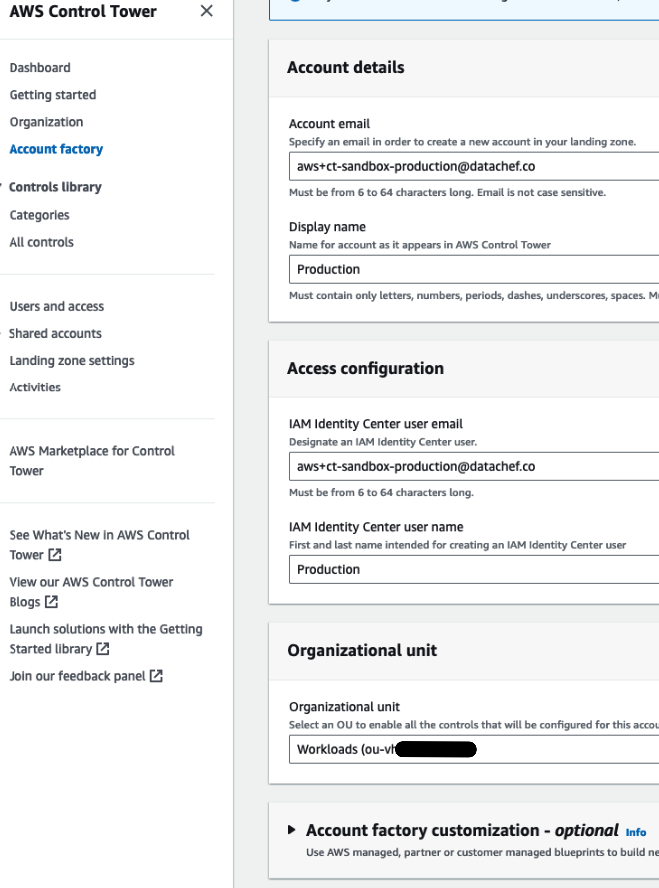 AWS Control Tower
Dashboard
Getting started
Organization
Account factory
Controls library
Categories
All controls
Users and access
Shared accounts
Landing zone settings
Activities
AWS Marketplace for Control
Tower
See What's New in AWS Control
Tower
View our AWS Control Tower
Blogs
Launch solutions with the Getting
Started library
Join our feedback panel
Account details
Account email
Specify an email in order to create a new account in your landing zone.
aws+ct-sandbox-production@datachef.co
Must be from 6 to 64 characters long. Email is not case sensitive.
Display name
Name for account as it appears in AWS Control Tower
Production
Must contain only letters, numbers, periods, dashes, underscores, spaces.
Access configuration
IAM Identity Center user email
Designate an IAM Identity Center user.
aws+ct-sandbox-production@datachef.co
Must be from 6 to 64 characters long.
IAM Identity Center user name
First and last name intended for creating an IAM Identity Center user
Production
Organizational unit
Organizational unit
Select an OU to enable all the controls that will be configured for this accou
Workloads (ou-vh
Account factory customization - optional Info
Use AWS managed, partner or customer managed blueprints to build ne